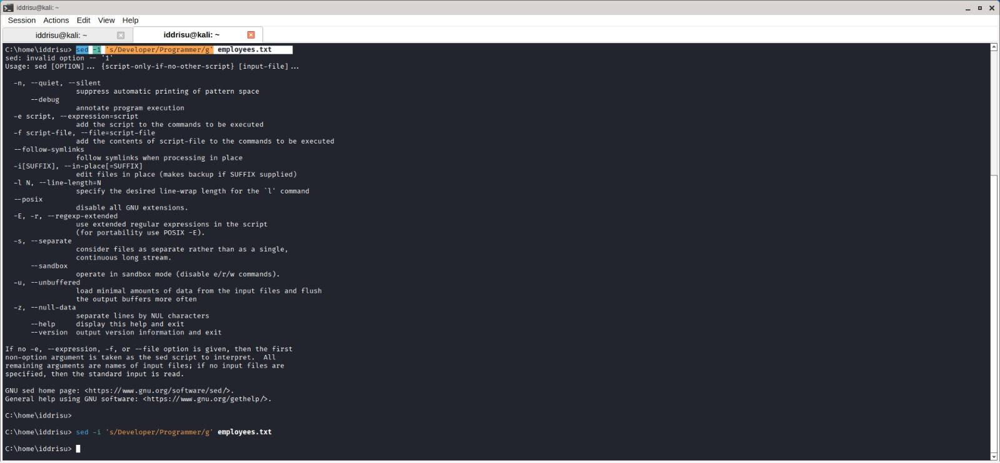 iddrisu@kali: ~
Session Actions Edit View Help
iddrisu@kali: ~ iddrisu@kali: ~
C:\home\iddrisu> sed -1 's/Developer/Programmer/g' employees.txt
sed: invalid option -- '1'
Usage: sed [OPTION]... {script-only-if-no-other-script} [input-file]...
-n, --quiet, --silent
suppress automatic printing of pattern space
--debug
annotate program execution
-e script, --expression=script
add the script to the commands to be executed
-f script-file, --file=script-file
add the contents of script-file to the commands to be executed
--follow-symlinks
follow symlinks when processing in place
-i[SUFFIX], --in-place[=SUFFIX]
edit files in place (makes backup if SUFFIX supplied)
-l N, --line-length=N
specify the desired line-wrap length for the `l' command
--posix
disable all GNU extensions.
-E, -r, --regexp-extended
use extended regular expressions in the script
(for portability use POSIX -E).
-s, --separate
consider files as separate rather than as a single,
continuous long stream.
--sandbox
operate in sandbox mode (disable e/r/w commands).
-u, --unbuffered
load minimal amounts of data from the input files and flush
the output buffers more often
-z, --null-data
separate lines by NUL characters
--help display this help and exit
--version output version information and exit
If no -e, --expression, -f, or --file option is given, then the first
non-option argument is taken as the sed script to interpret. All
remaining arguments are names of input files; if no input files are
specified, then the standard input is read.
GNU sed home page: <https://www.gnu.org/software/sed/>.
General help using GNU software: <https://www.gnu.org/gethelp/>.
C:\home\iddrisu>
C:\home\iddrisu> sed -i 's/Developer/Programmer/g' employees.txt
C:\home\iddrisu>